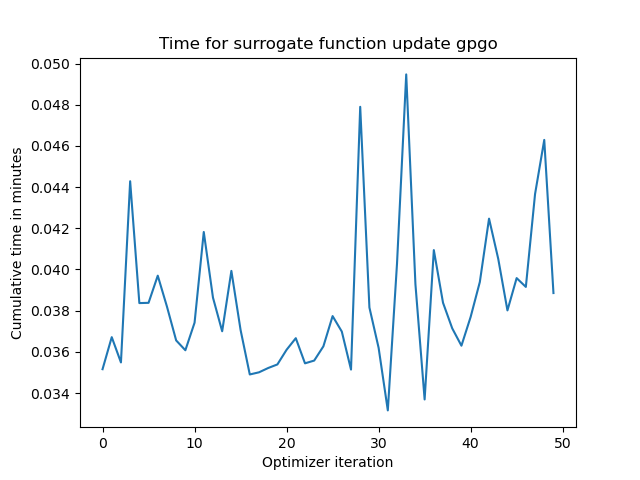 Time for surrogate function update gpgo
0.050
0.048
0.046
0.044
0.042
0.040
0.038
0.036
0.034
Cumulative time in minutes
0 10 20 30 40 50
Optimizer iteration